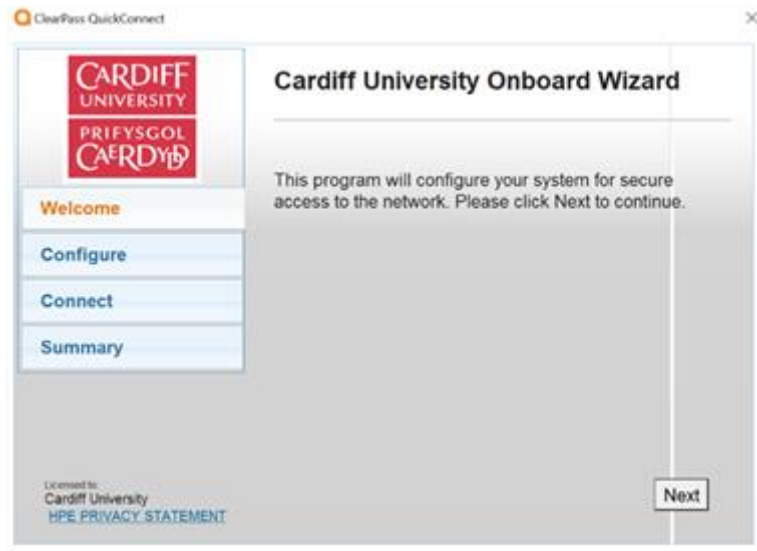 ClearPass QuickConnect
CARDIFF
UNIVERSITY
PRIFYSGOL
CAERDYDD
Cardiff University Onboard Wizard
This program will configure your system for secure
access to the network. Please click Next to continue.
Welcome
Configure
Connect
Summary
Licensed to:
Cardiff University
HPE PRIVACY STATEMENT
Next